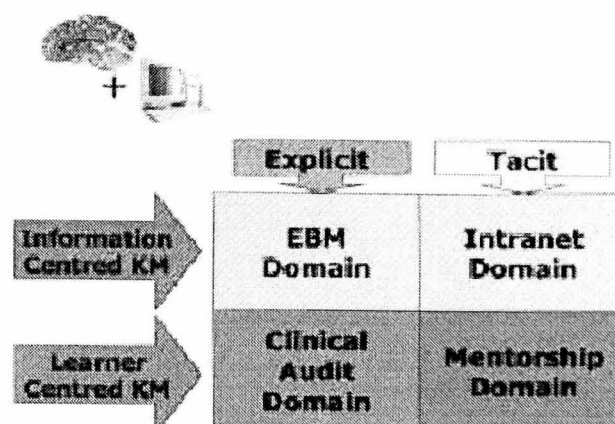 +
Explicit
Tacit
Information
Centred KM
EBM
Domain
Intranet
Domain
Learner
Centred KM
Clinical
Audit
Domain
Mentorship
Domain